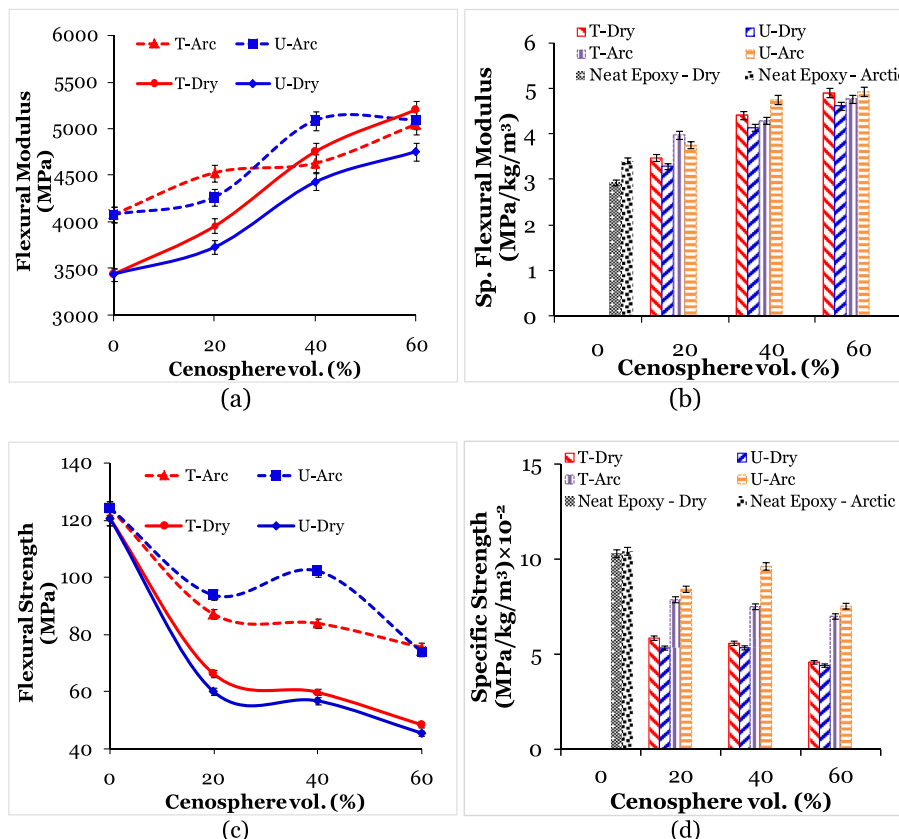 (a)
6000
5500
5000
4500
4000
3500
3000
Flexural Modulus
(MPa)
T-Arc
U-Arc
T-Dry
U-Dry
0
20
40
60
Cenosphere vol. (%)
(a)
6
5
4
3
2
1
0
Sp. Flexural Modulus
(MPa/kg/m³)
T-Dry
U-Dry
T-Arc
U-Arc
Neat Epoxy - Dry
Neat Epoxy - Arctic
0
20
40
60
Cenosphere vol. (%)
(b)
140
120
100
80
60
40
Flexural Strength
(MPa)
T-Arc
U-Arc
T-Dry
U-Dry
0
20
40
60
Cenosphere vol. (%)
(c)
15
10
5
0
Specific Strength
(MPa/kg/m³)×10⁻²
T-Dry
U-Dry
T-Arc
U-Arc
Neat Epoxy - Dry
Neat Epoxy - Arctic
0
20
40
60
Cenosphere vol. (%)
(d)